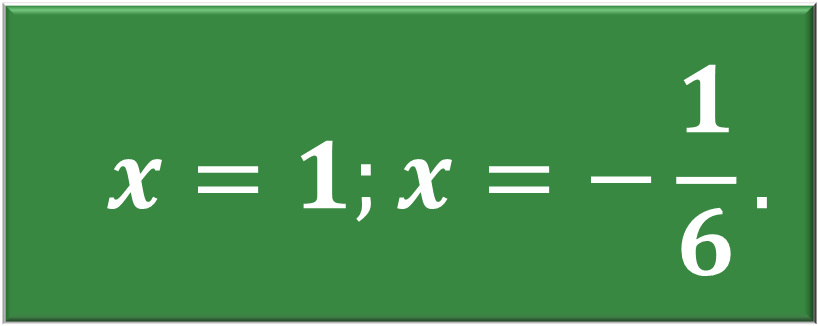 x = 1; x = −1/6.